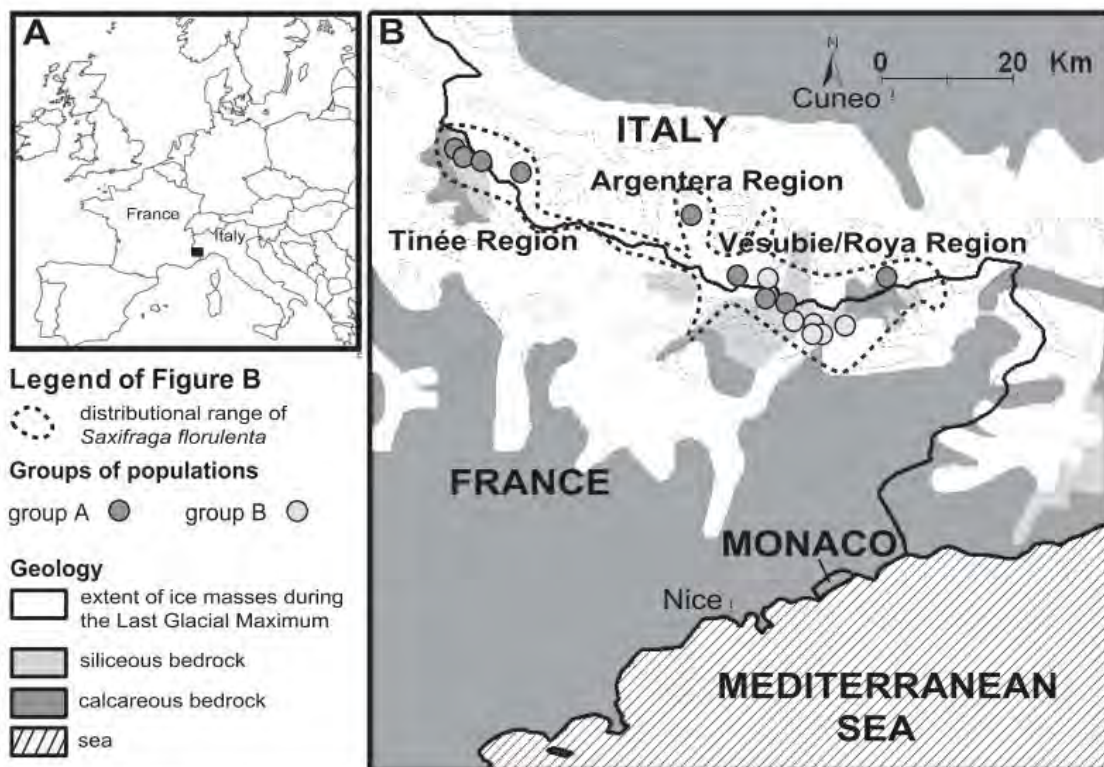 A
France
Italy
Legend of Figure B
distributional range of
Saxifraga florulenta
Groups of populations
group A
group B
Geology
extent of ice masses during
the Last Glacial Maximum
siliceous bedrock
calcareous bedrock
sea
B
N
0 20 Km
Cuneo
ITALY
Argentera Region
Tinée Region
Vésubie/Roya Region
FRANCE
MONACO
Nice
MEDITERRANEAN
SEA